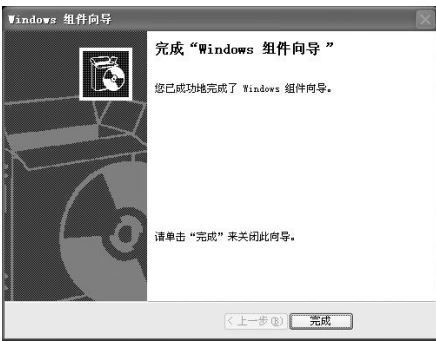 Windows 组件向导
完成“Windows 组件向导 ”
您已成功地完成了 Windows 组件向导。
请单击“完成”来关闭此向导。
< 上一步(B)
完成